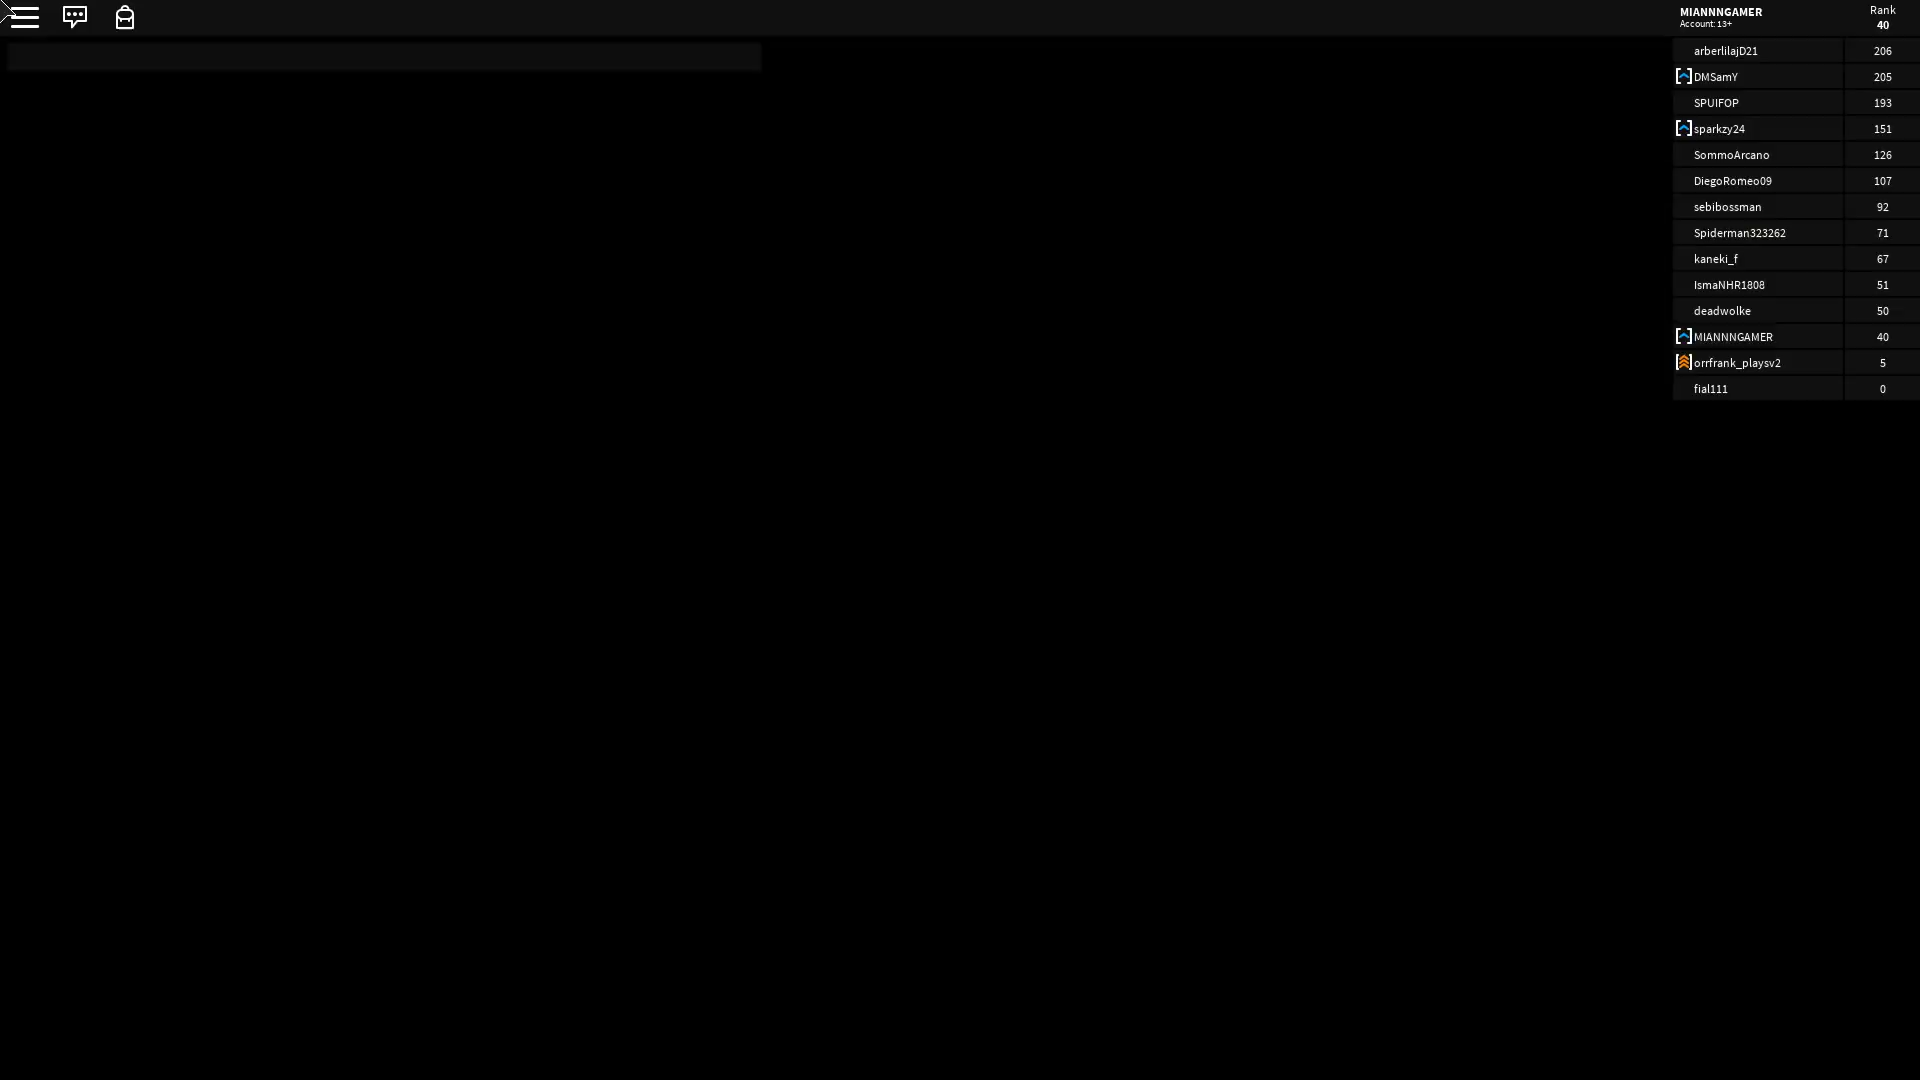 MIANNNGAMER Rank
Account: 13+ 40
arberlilajD21 206
DMSamY 205
SPUIFOP 193
sparkzy24 151
SommoArcano 126
DiegoRomeo09 107
sebibossman 92
Spiderman323262 71
kaneki_f 67
IsmaNHR1808 51
deadwolke 50
MIANNNGAMER 40
orrfrank_playsv2 5
fial111 0